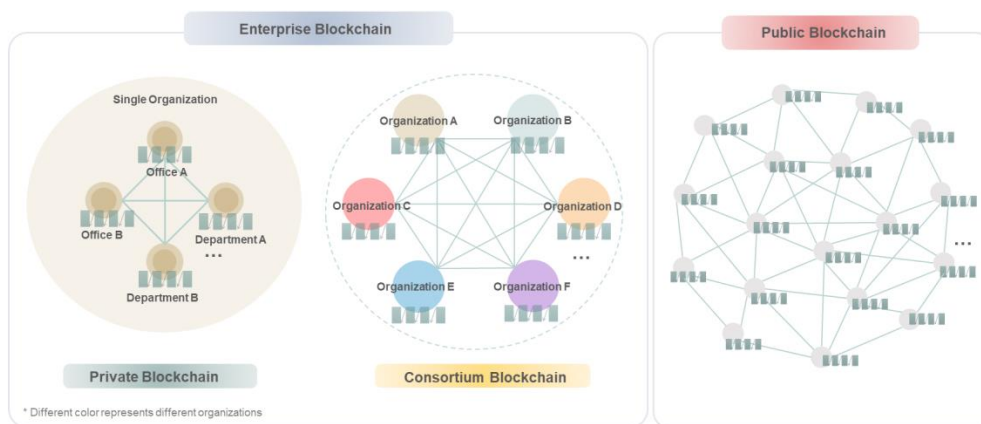 Enterprise Blockchain
Public Blockchain
Single Organization
Office A
Office B
Department A
...
Department B
Organization A
Organization B
Organization C
Organization D
...
Organization E
Organization F
...
Private Blockchain
Consortium Blockchain
* Different color represents different organizations